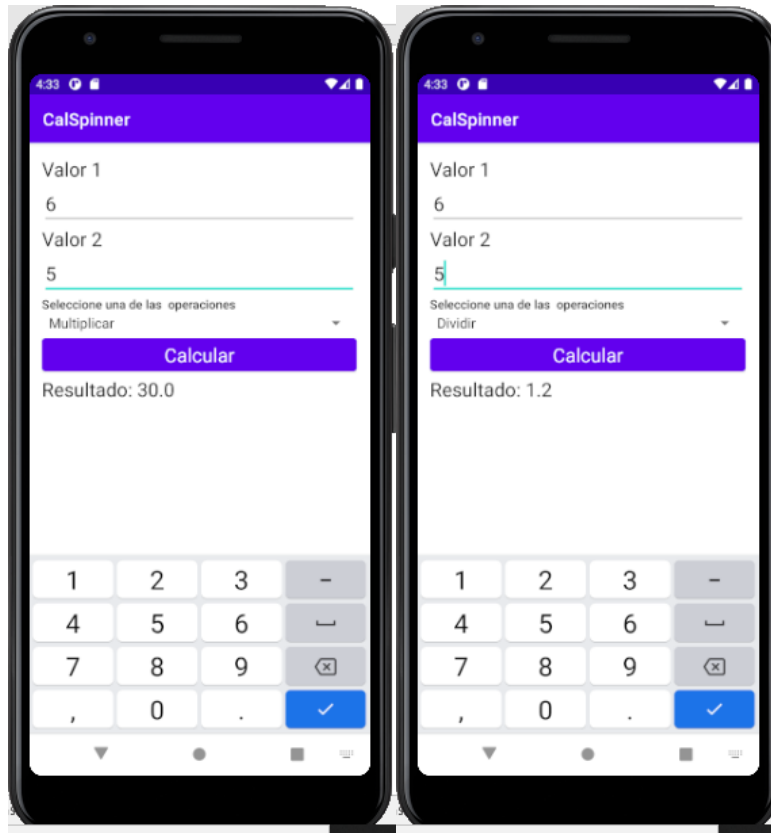 4:33
CalSpinner
Valor 1
6
Valor 2
5
Seleccione una de las operaciones
Multiplicar
Calcular
Resultado: 30.0
1 2 3 -
4 5 6
7 8 9
, 0 .
4:33
CalSpinner
Valor 1
6
Valor 2
5
Seleccione una de las operaciones
Dividir
Calcular
Resultado: 1.2
1 2 3 -
4 5 6
7 8 9
, 0 .